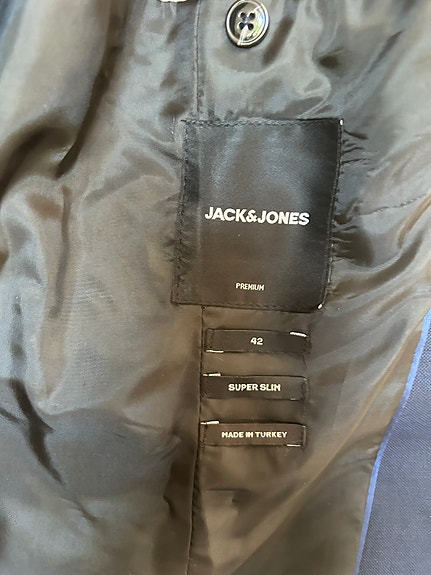 JACK&JONES
PREMIUM
42
SUPER SLIM
MADE IN TURKEY